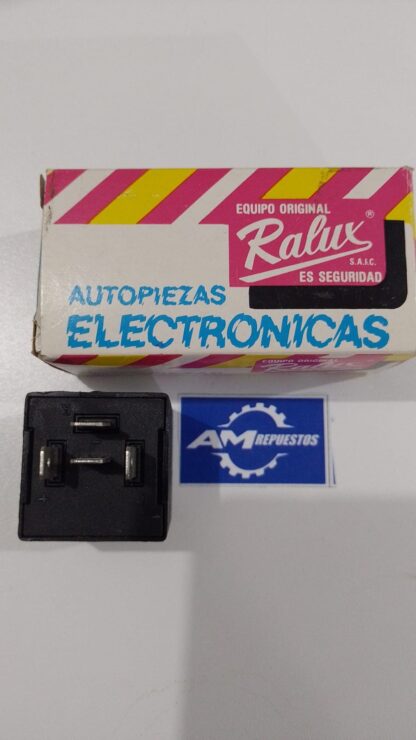 EQUIPO ORIGINAL
Ralux®
S.A.I.C.
ES SEGURIDAD
AUTOPIEZAS
ELECTRONICAS
EQUIPO ORIGINAL
Ralux
AM REPUESTOS